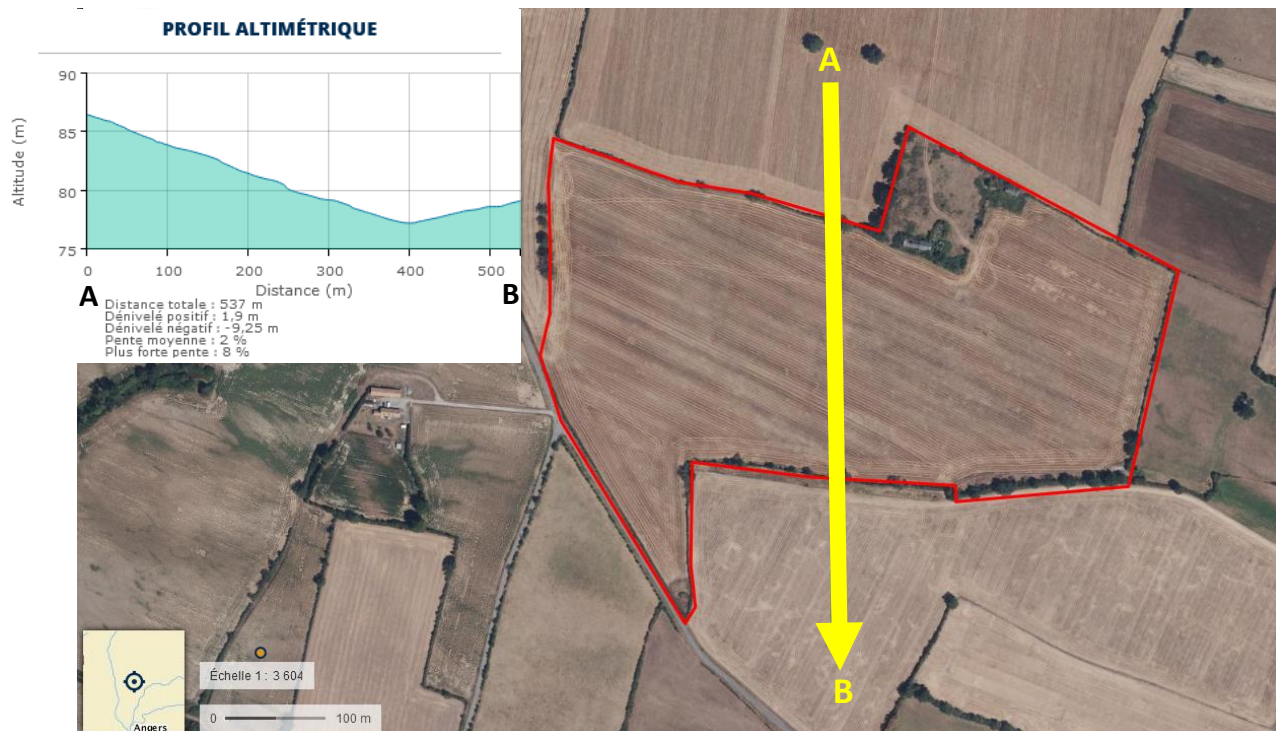 PROFIL ALTIMÉTRIQUE
90
85
80
75
Altitude (m)
0 100 200 300 400 500
Distance (m)
A
B
Distance totale : 537 m
Dénivelé positif : 1,9 m
Dénivelé négatif : -9,25 m
Pente moyenne : 2 %
Plus forte pente : 8 %
A
B
Échelle 1 : 3 604
0 100 m
Angers